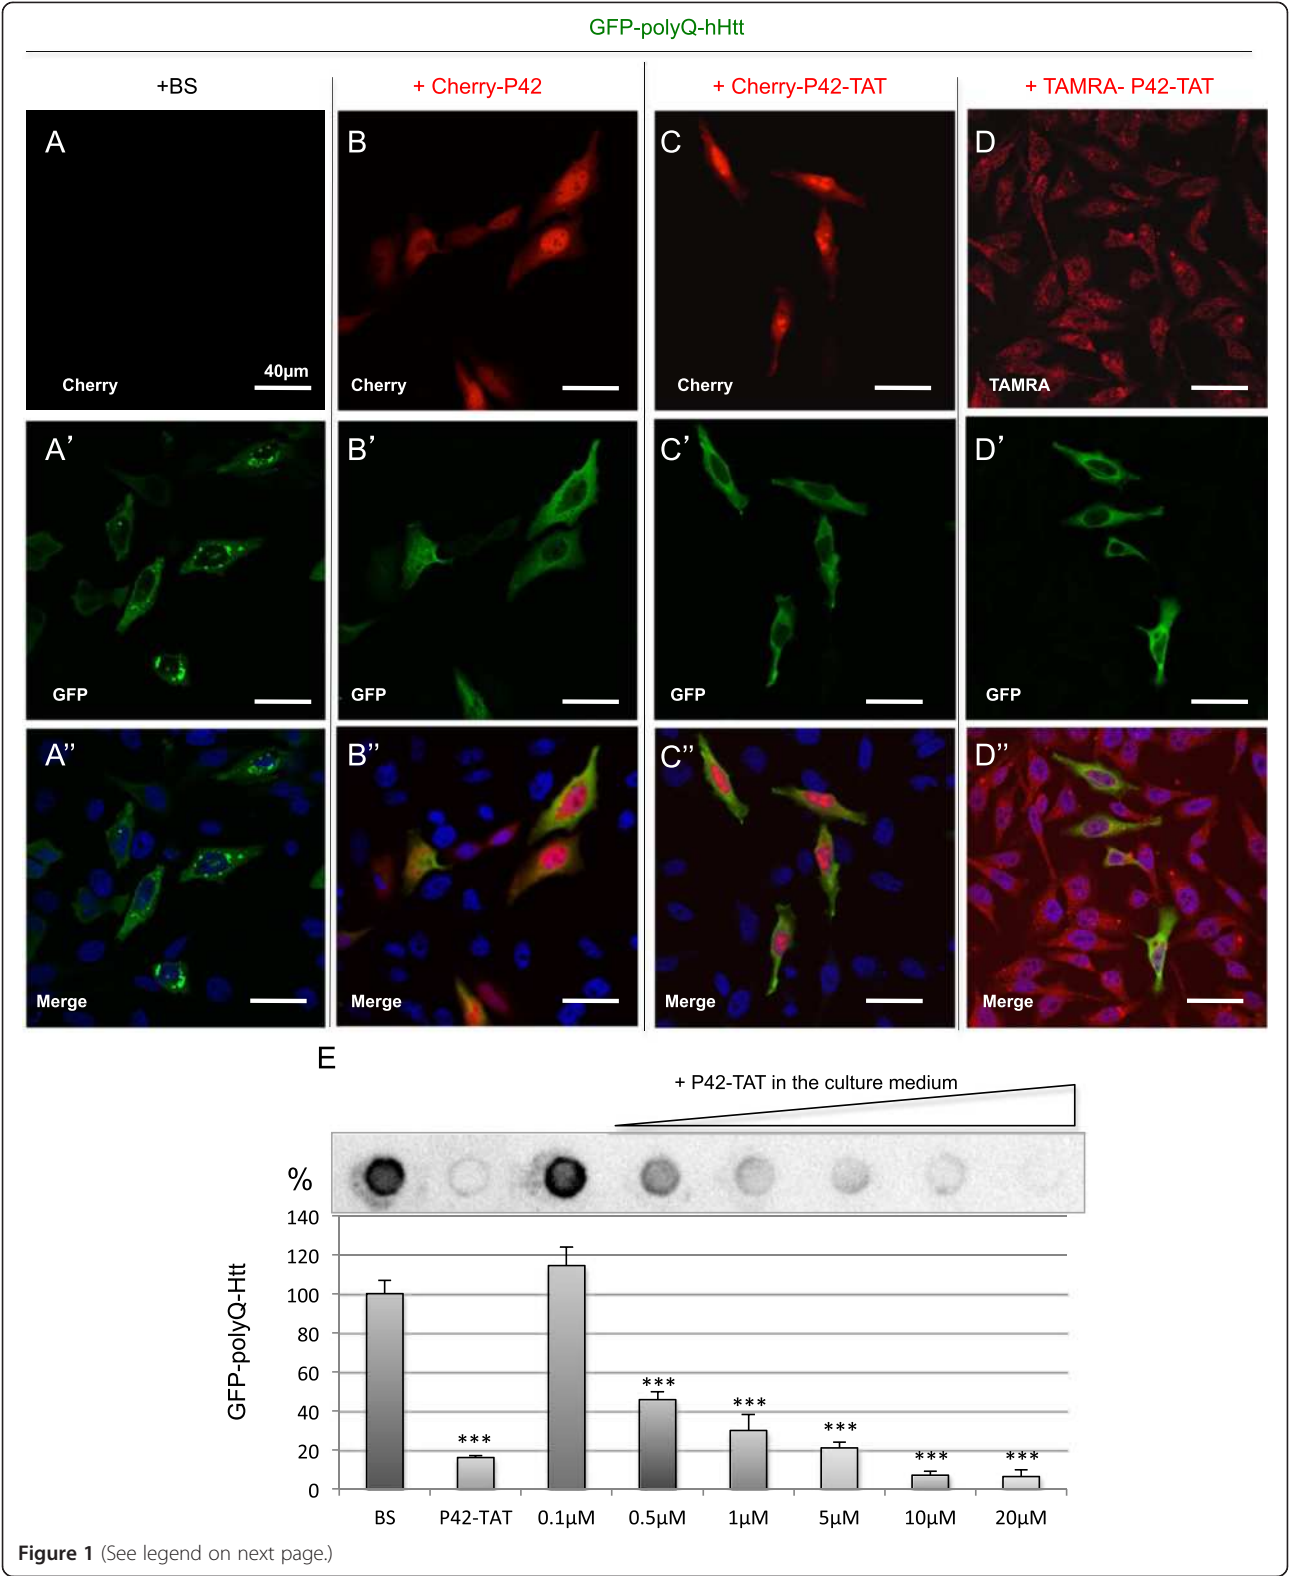 GFP-polyQ-hHtt
+BS
+ Cherry-P42
+ Cherry-P42-TAT
+ TAMRA- P42-TAT
A
B
C
D
40μm
Cherry
Cherry
Cherry
TAMRA
A’
B’
C’
D’
GFP
GFP
GFP
GFP
A’’
B’’
C’’
D’’
Merge
Merge
Merge
Merge
E
+ P42-TAT in the culture medium
%
140
120
100
80
60
40
20
0
GFP-polyQ-Htt
***
***
***
***
***
***
BS
P42-TAT
0.1μM
0.5μM
1μM
5μM
10μM
20μM
Figure 1 (See legend on next page.)